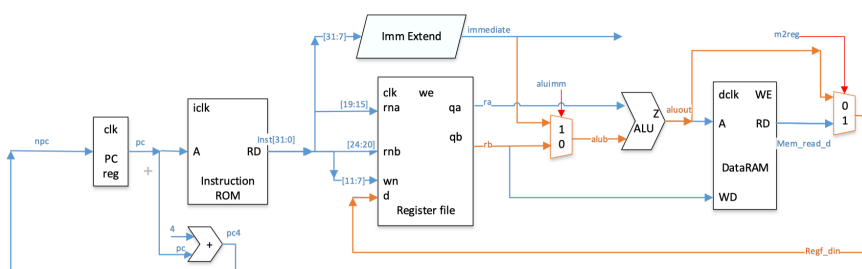 m2reg
[31:7]
Imm Extend
immediate
npc
clk
PC
reg
pc
iclk
A
RD
Instruction
ROM
Inst[31:0]
[19:15]
[24:20]
[11:7]
clk we
rna
qa
qb
rnb
wn
d
Register file
ra
rb
aluimm
1
0
alub
Z
ALU
aluout
dclk WE
A
RD
DataRAM
WD
Mem_read_d
0
1
4
pc
+
pc4
Regf_din